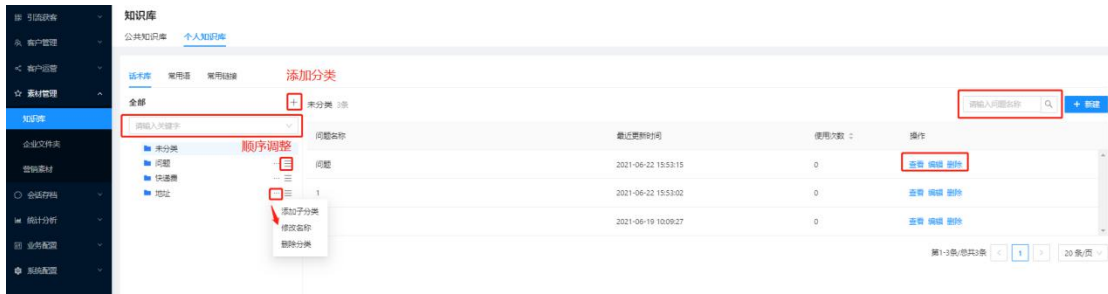 引流获客
客户管理
客户运营
素材管理
知识库
企业文件夹
营销素材
会话存档
统计分析
业务配置
系统配置
知识库
公共知识库 个人知识库
话术库 常用语 常用链接
添加分类
全部 +
请输入关键字
顺序调整
未分类
问题
快递费
地址
添加子分类
修改名称
删除分类
未分类 3条
请输入问题名称
+ 新建
问题名称 最近更新时间 使用次数 操作
问题 2021-06-22 15:53:15 0 查看 编辑 删除
1 2021-06-22 15:53:02 0 查看 编辑 删除
2021-06-19 10:09:27 0 查看 编辑 删除
第1-3条/总共3条 < 1 > 20 条/页